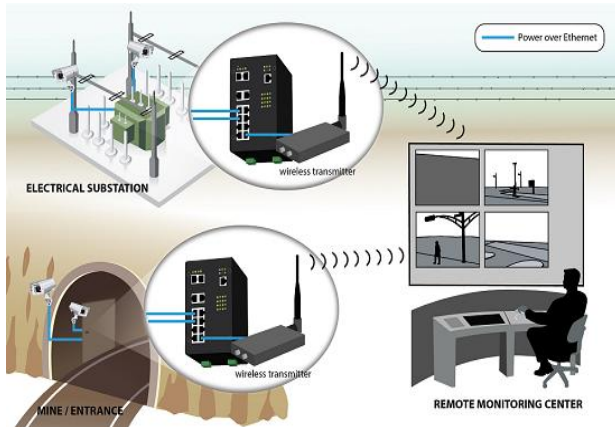 Power over Ethernet
ELECTRICAL SUBSTATION
wireless transmitter
wireless transmitter
MINE / ENTRANCE
REMOTE MONITORING CENTER